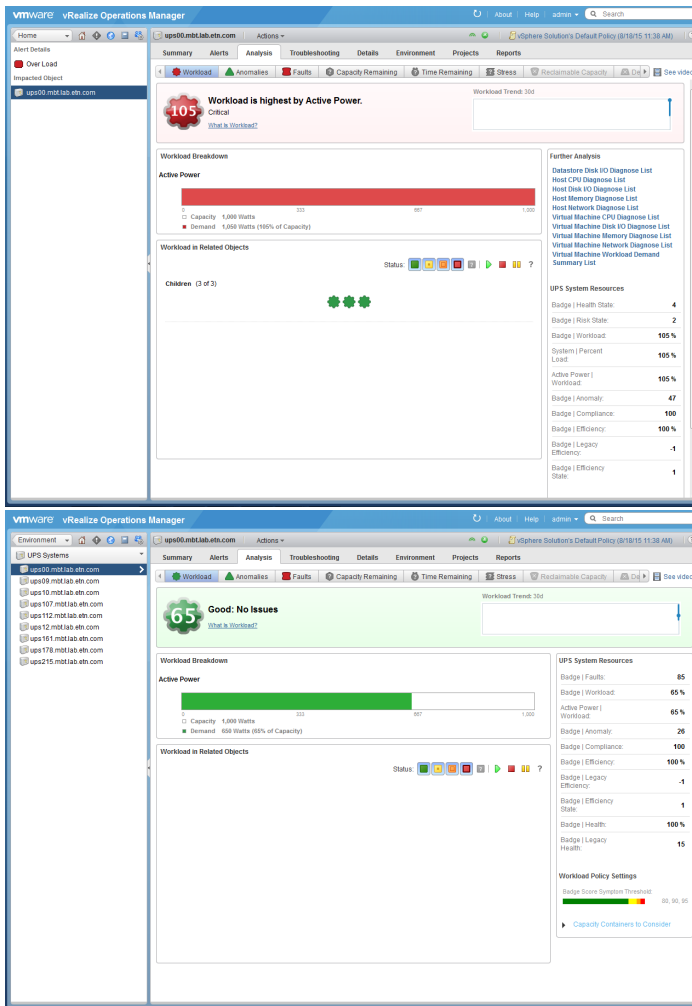 vmware vRealize Operations Manager
About Help admin Search
Home
ups00.mbt.lab.etn.com Actions
vSphere Solution's Default Policy (8/18/15 11:38 AM)
Alert Details
Over Load
Impacted Object
ups00.mbt.lab.etn.com
Summary Alerts Analysis Troubleshooting Details Environment Projects Reports
Workload Anomalies Faults Capacity Remaining Time Remaining Stress Reclaimable Capacity De See video
105
Workload is highest by Active Power.
Critical
What Is Workload?
Workload Trend: 30d
Workload Breakdown
Active Power
0 333 667 1,000
Capacity 1,000 Watts
Demand 1,050 Watts (105% of Capacity)
Workload in Related Objects
Status: ?
Children (3 of 3)
Further Analysis
Datastore Disk I/O Diagnose List
Host CPU Diagnose List
Host Disk I/O Diagnose List
Host Memory Diagnose List
Host Network Diagnose List
Virtual Machine CPU Diagnose List
Virtual Machine Disk I/O Diagnose List
Virtual Machine Memory Diagnose List
Virtual Machine Network Diagnose List
Virtual Machine Workload Demand
Summary List
UPS System Resources
Badge | Health State: 4
Badge | Risk State: 2
Badge | Workload: 105 %
System | Percent
Load: 105 %
Active Power |
Workload: 105 %
Badge | Anomaly: 47
Badge | Compliance: 100
Badge | Efficiency: 100 %
Badge | Legacy
Efficiency: -1
Badge | Efficiency
State: 1
vmware vRealize Operations Manager
About Help admin Search
Environment
ups00.mbt.lab.etn.com Actions
vSphere Solution's Default Policy (8/18/15 11:38 AM)
UPS Systems
ups00.mbt.lab.etn.com
ups09.mbt.lab.etn.com
ups10.mbt.lab.etn.com
ups107.mbt.lab.etn.com
ups112.mbt.lab.etn.com
ups12.mbt.lab.etn.com
ups161.mbt.lab.etn.com
ups178.mbt.lab.etn.com
ups215.mbt.lab.etn.com
Summary Alerts Analysis Troubleshooting Details Environment Projects Reports
Workload Anomalies Faults Capacity Remaining Time Remaining Stress Reclaimable Capacity De See video
65
Good: No Issues
What Is Workload?
Workload Trend: 30d
Workload Breakdown
Active Power
0 333 667 1,000
Capacity 1,000 Watts
Demand 650 Watts (65% of Capacity)
Workload in Related Objects
Status: ?
UPS System Resources
Badge | Faults: 85
Badge | Workload: 65 %
Active Power |
Workload: 65 %
Badge | Anomaly: 26
Badge | Compliance: 100
Badge | Efficiency: 100 %
Badge | Legacy
Efficiency: -1
Badge | Efficiency
State: 1
Badge | Health: 100 %
Badge | Legacy
Health: 15
Workload Policy Settings
Badge Score Symptom Threshold
80, 90, 95
Capacity Containers to Consider